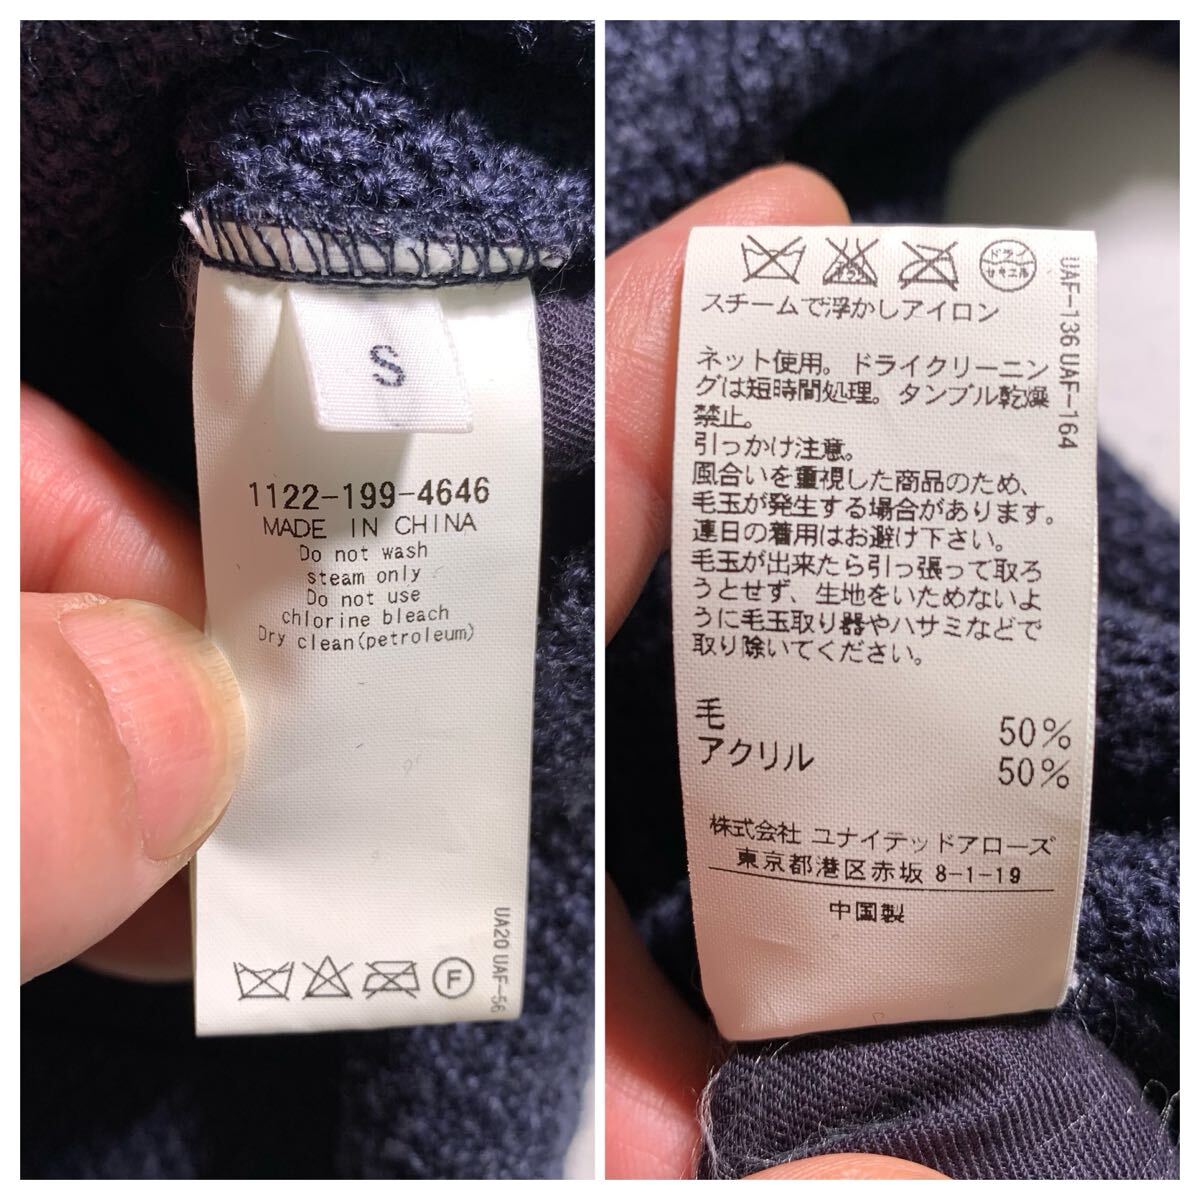 S
1122-199-4646
MADE IN CHINA
Do not wash
steam only
Do not use
chlorine bleach
Dry clean(petroleum)
F
UA20 UAF-56
ドライ
セキユ系
スチームで浮かしアイロン
UAF-136 UAF-164
ネット使用。ドライクリーニン
グは短時間処理。タンブル乾燥
禁止。
引っかけ注意。
風合いを重視した商品のため、
毛玉が発生する場合があります。
連日の着用はお避け下さい。
毛玉が出来たら引っ張って取ろ
うとせず、生地をいためないよ
うに毛玉取り器やハサミなどで
取り除いてください。
毛 50%
アクリル 50%
株式会社 ユナイテッドアローズ
東京都港区赤坂 8-1-19
中国製